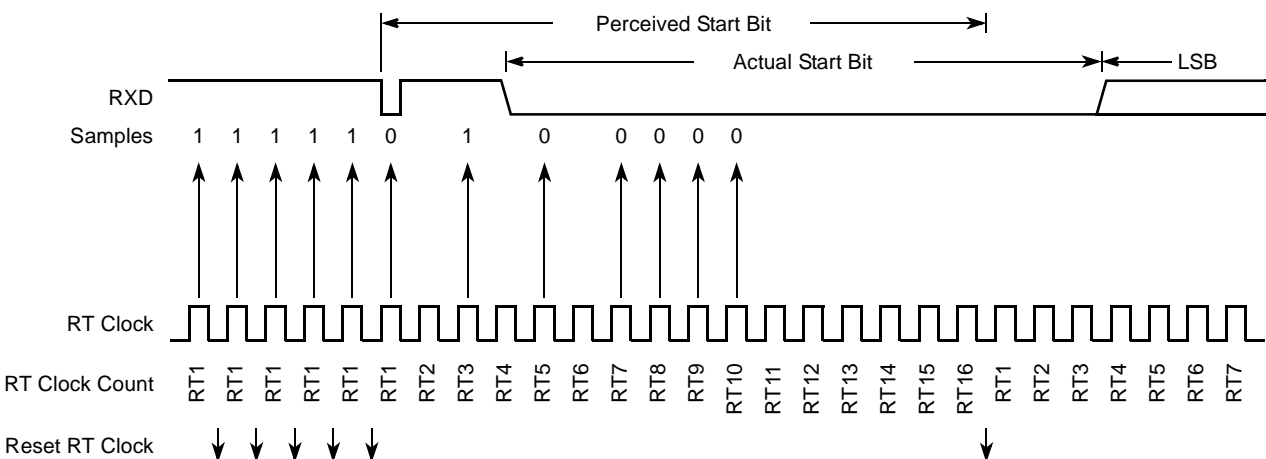 Perceived Start Bit
Actual Start Bit LSB
RXD
Samples 1 1 1 1 1 0 1 0 0 0 0 0
RT Clock
RT Clock Count RT1 RT1 RT1 RT1 RT1 RT1 RT2 RT3 RT4 RT5 RT6 RT7 RT8 RT9 RT10 RT11 RT12 RT13 RT14 RT15 RT16 RT1 RT2 RT3 RT4 RT5 RT6 RT7
Reset RT Clock